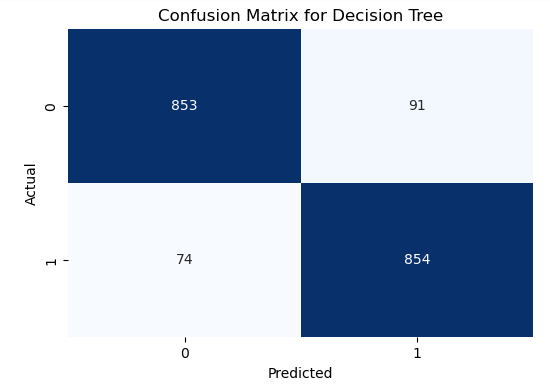 Confusion Matrix for Decision Tree
0
853
91
Actual
1
74
854
0
1
Predicted